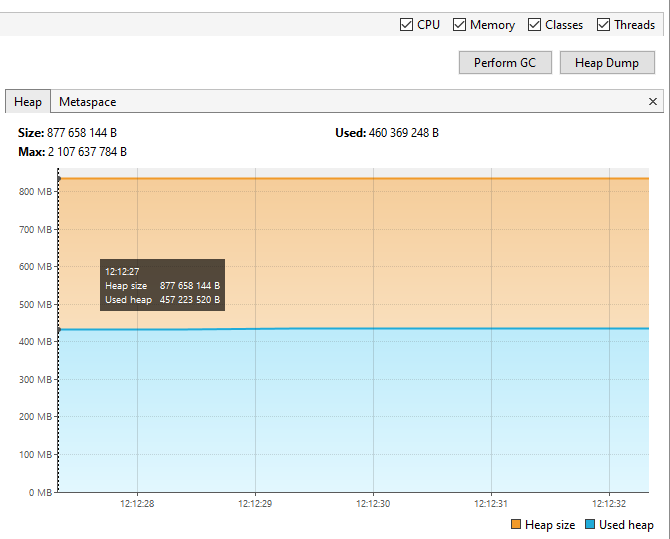 CPU Memory Classes Threads
Perform GC Heap Dump
Heap Metaspace ×
Size: 877 658 144 B Used: 460 369 248 B
Max: 2 107 637 784 B
800 MB
700 MB
600 MB
12:12:27
Heap size 877 658 144 B
Used heap 457 223 520 B
500 MB
400 MB
300 MB
200 MB
100 MB
0 MB
12:12:28 12:12:29 12:12:30 12:12:31 12:12:32
Heap size Used heap